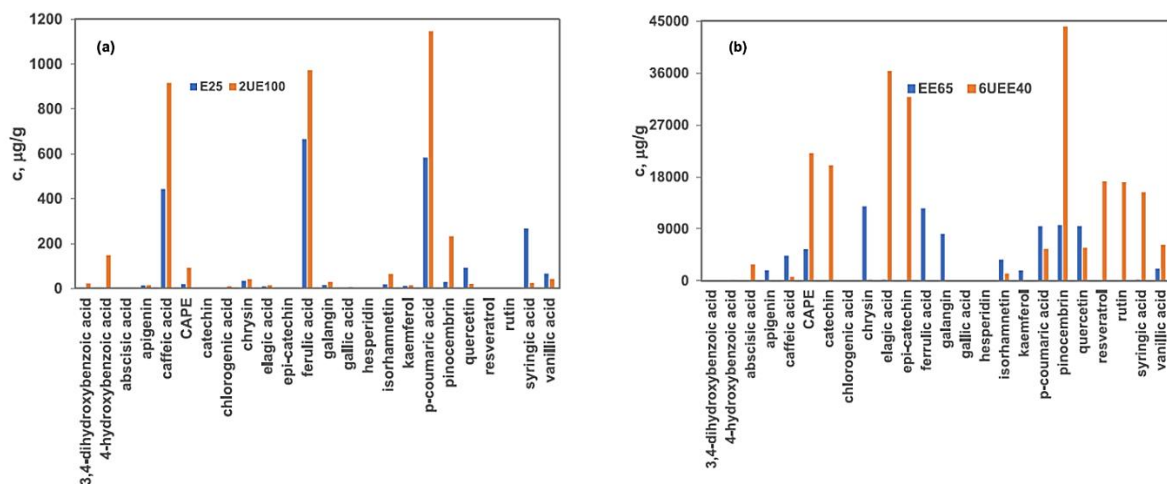 (a)
E25 2UE100
c, µg/g
1200
1000
800
600
400
200
0
3,4-dihydroxybenzoic acid
4-hydroxybenzoic acid
abscisic acid
apigenin
caffeic acid
CAPE
catechin
chlorogenic acid
chrysin
elagic acid
epi-catechin
ferulic acid
galangin
gallic acid
hesperidin
isorhamnetin
kaemferol
p-coumaric acid
pinocembrin
quercetin
resveratrol
rutin
syringic acid
vanillic acid
(b)
EE65 6UEE40
c, µg/g
45000
36000
27000
18000
9000
0
3,4-dihydroxybenzoic acid
4-hydroxybenzoic acid
abscisic acid
apigenin
caffeic acid
CAPE
catechin
chlorogenic acid
chrysin
elagic acid
epi-catechin
ferrulic acid
galangin
gallic acid
hesperidin
isorhamnetin
kaemferol
p-coumaric acid
pinocembrin
quercetin
resveratrol
rutin
syringic acid
vanillic acid